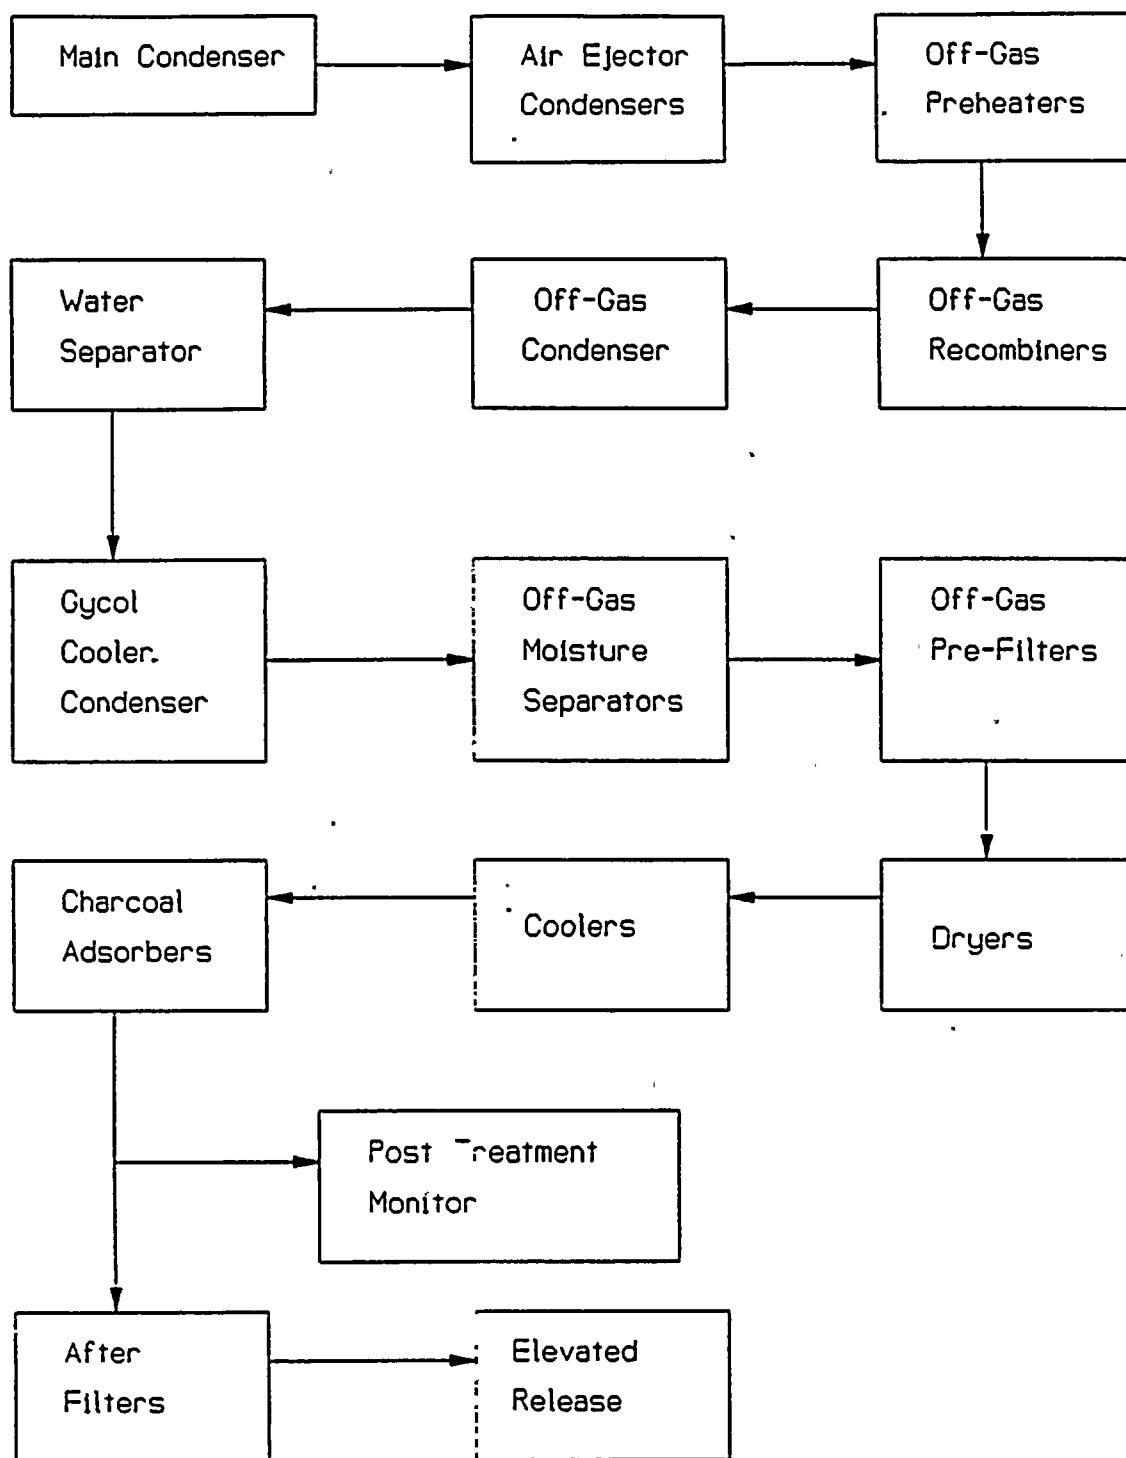 Main Condenser
Air Ejector
Condensers
Off-Gas
Preheaters
Water
Separator
Off-Gas
Condenser
Off-Gas
Recombiners
Gycol
Cooler.
Condenser
Off-Gas
Moisture
Separators
Off-Gas
Pre-Filters
Charcoal
Adsorbers
Coolers
Dryers
Post Treatment
Monitor
After
Filters
Elevated
Release